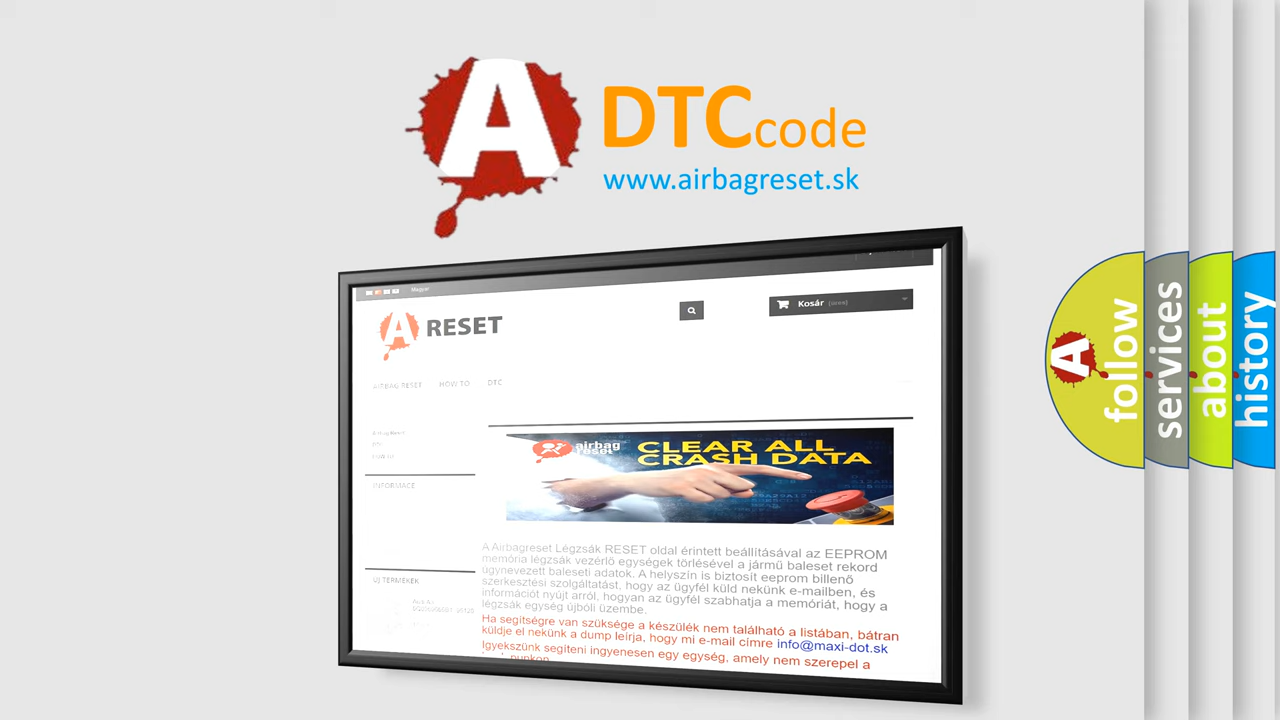 A DTCcode
www.airbagreset.sk
Magyar
A RESET
Kosár (üres)
AIRBAG RESET HOW TO DTC
INFORMACE
airbag
reset
CLEAR ALL
CRASH DATA
A Airbagreset Légzsák RESET oldal érintett beállításával az EEPROM
memória légzsák vezérlő egységek törlésével a jármű baleset rekord
úgynevezett baleseti adatok. A helyszín is biztosít eeprom billenő
szerkesztési szolgáltatást, hogy az ügyfél küld nekünk e-mailben, és
információt nyújt arról, hogyan az ügyfél szabhatja a memóriát, hogy a
légzsák egység újbóli üzembe.
Ha segítségre van szüksége a készülék nem található a listában, bátran
küldje el nekünk a dump leírja, hogy mi e-mail címre info@maxi-dot.sk
Igyekszünk segíteni ingyenesen egy egység, amely nem szerepel a
ÚJ TERMÉKEK
A follow
services
about
history